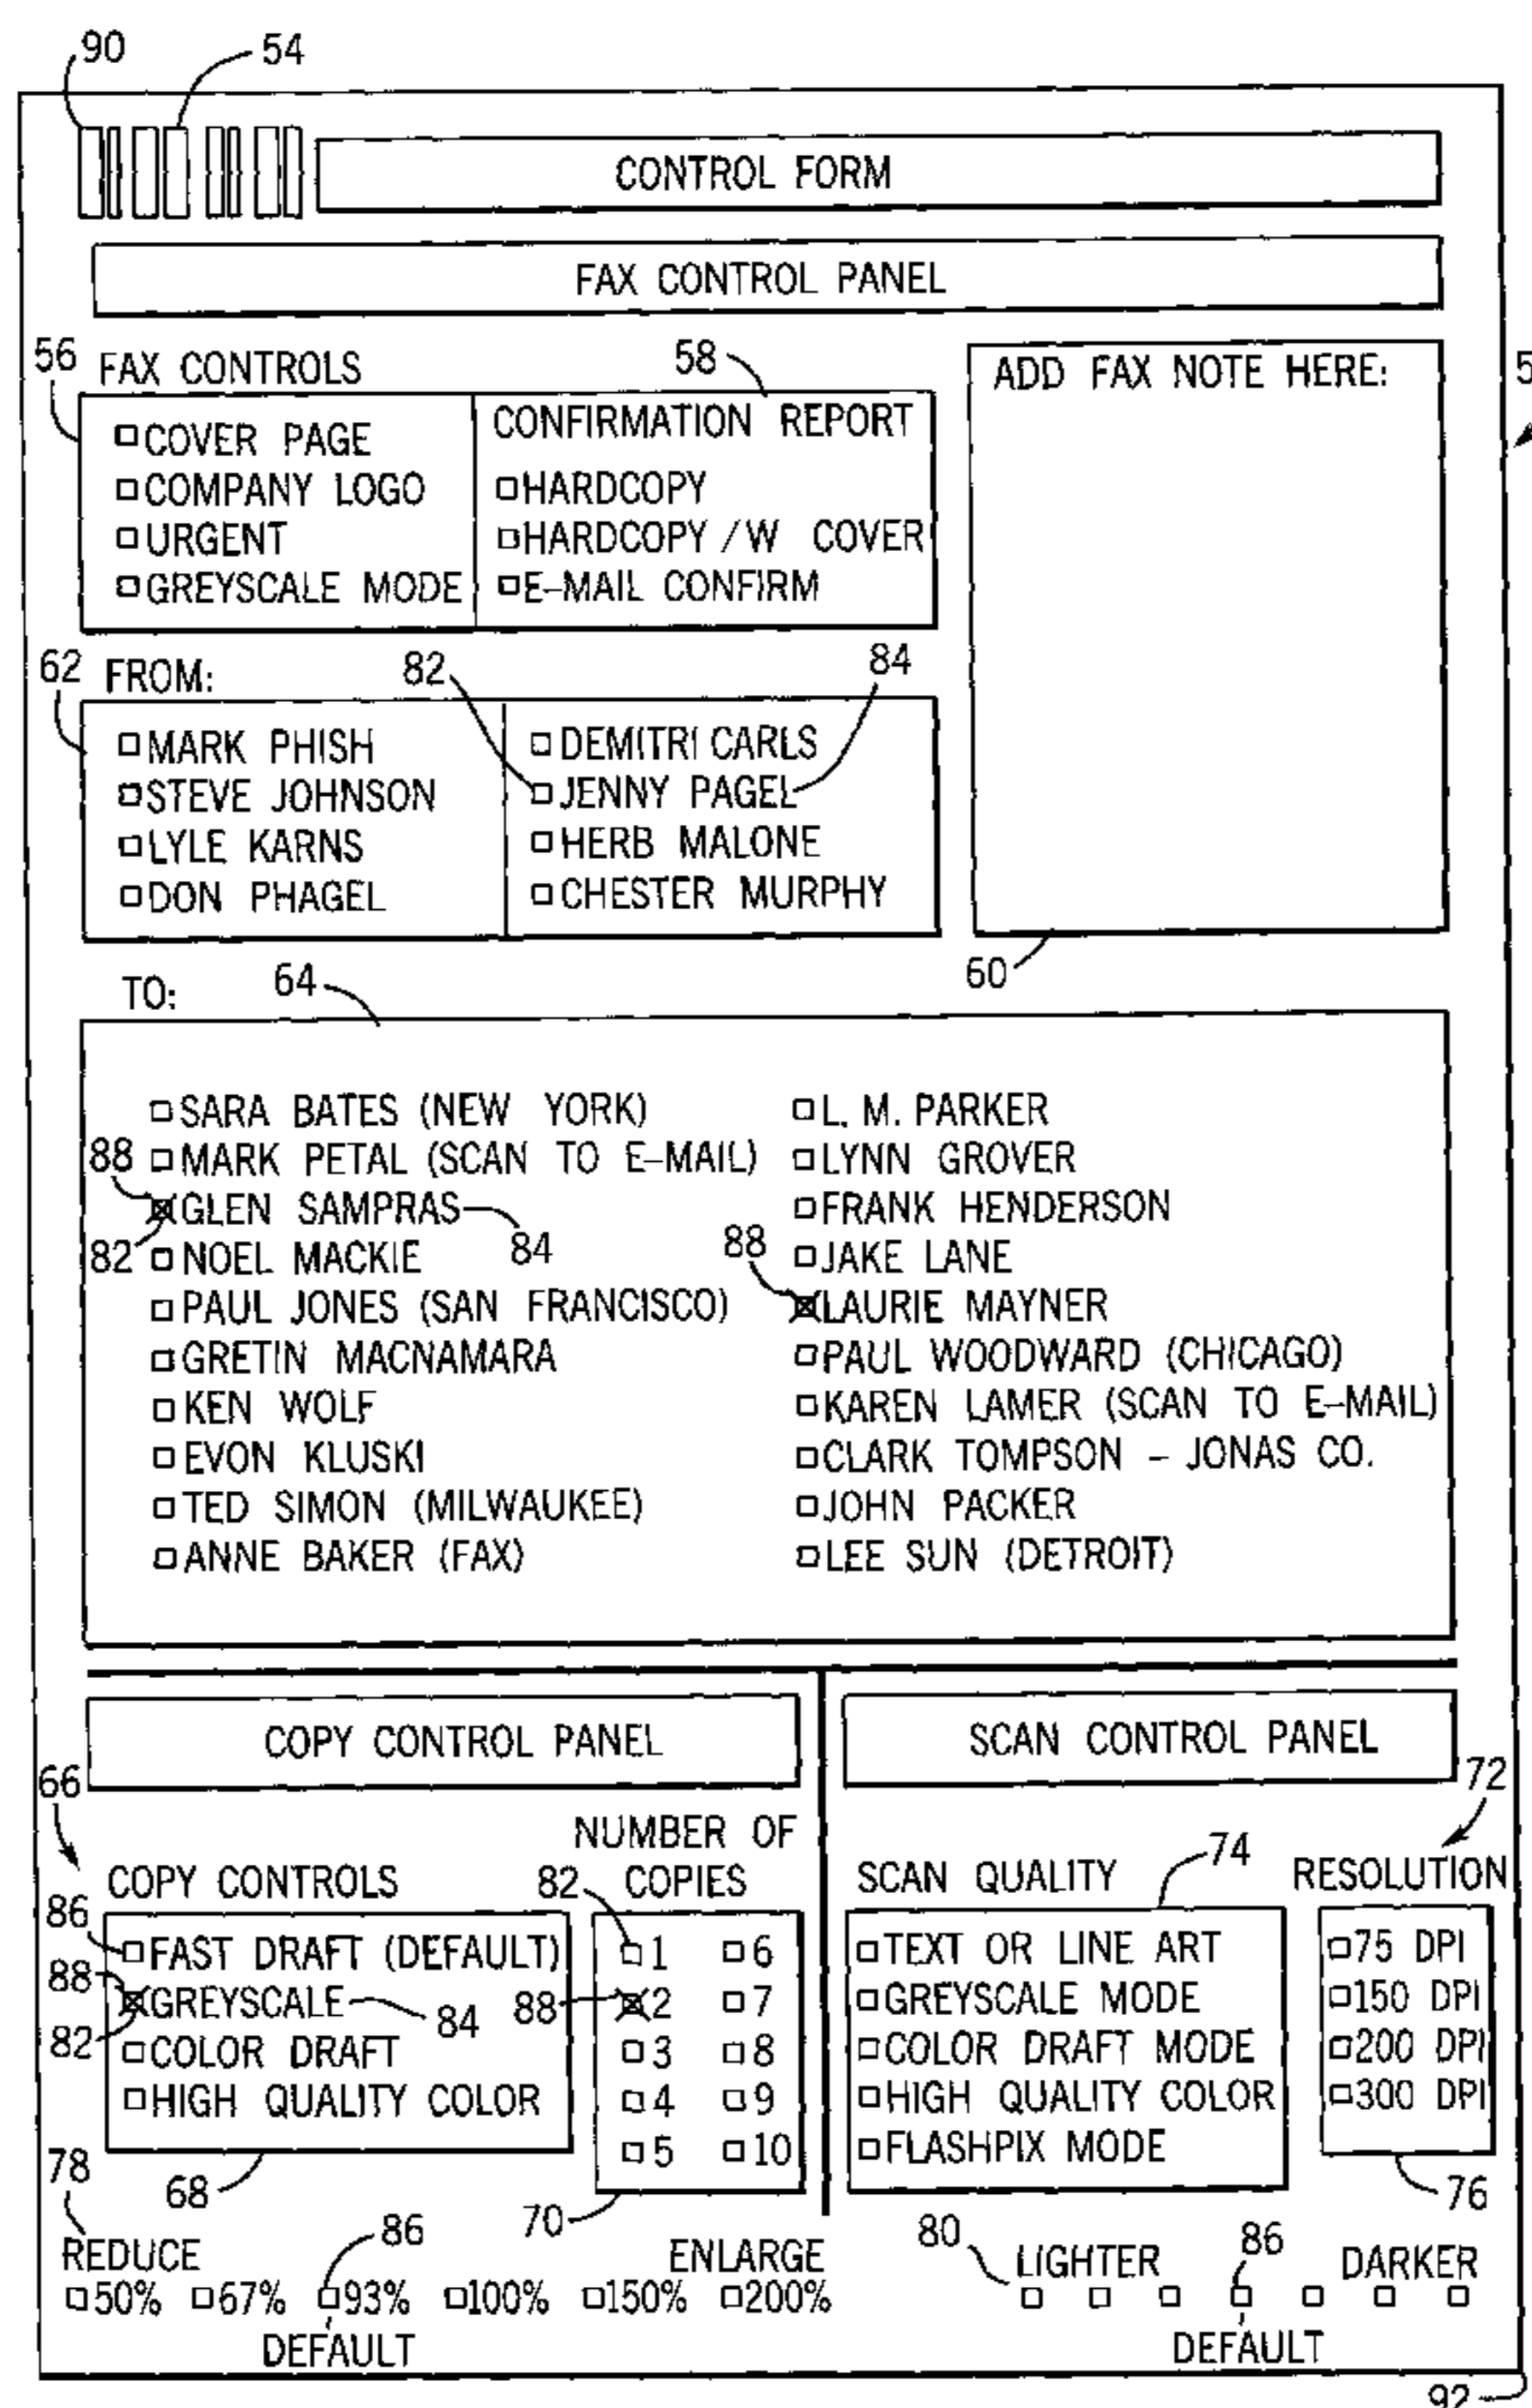 90 54
CONTROL FORM
FAX CONTROL PANEL
56 FAX CONTROLS
58
□ COVER PAGE
□ COMPANY LOGO
□ URGENT
□ GREYSCALE MODE
CONFIRMATION REPORT
□ HARDCOPY
□ HARDCOPY /W COVER
□ E-MAIL CONFIRM
ADD FAX NOTE HERE:
60
62 FROM:
82 84
□ MARK PHISH
□ STEVE JOHNSON
□ LYLE KARNS
□ DON PHAGEL
□ DEMITRI CARLS
□ JENNY PAGEL
□ HERB MALONE
□ CHESTER MURPHY
TO: 64
□ SARA BATES (NEW YORK)
88 □ MARK PETAL (SCAN TO E-MAIL)
☒ GLEN SAMPRAS 84
82 □ NOEL MACKIE
□ PAUL JONES (SAN FRANCISCO)
□ GRETIN MACNAMARA
□ KEN WOLF
□ EVON KLUSKI
□ TED SIMON (MILWAUKEE)
□ ANNE BAKER (FAX)
□ L. M. PARKER
□ LYNN GROVER
□ FRANK HENDERSON
88 □ JAKE LANE
☒ LAURIE MAYNER
□ PAUL WOODWARD (CHICAGO)
□ KAREN LAMER (SCAN TO E-MAIL)
□ CLARK TOMPSON - JONAS CO.
□ JOHN PACKER
□ LEE SUN (DETROIT)
COPY CONTROL PANEL
66
COPY CONTROLS
86 □ FAST DRAFT (DEFAULT)
88 ☒ GREYSCALE 84
82 □ COLOR DRAFT
□ HIGH QUALITY COLOR
68
NUMBER OF
82 COPIES
□ 1 □ 6
88 ☒ 2 □ 7
□ 3 □ 8
□ 4 □ 9
□ 5 □ 10
70
SCAN CONTROL PANEL
72
SCAN QUALITY 74
□ TEXT OR LINE ART
□ GREYSCALE MODE
□ COLOR DRAFT MODE
□ HIGH QUALITY COLOR
□ FLASHPIX MODE
RESOLUTION
□ 75 DPI
□ 150 DPI
□ 200 DPI
□ 300 DPI
76
78
REDUCE 86 ENLARGE
□ 50% □ 67% □ 93% □ 100% □ 150% □ 200%
DEFAULT
80 LIGHTER 86 DARKER
□ □ □ □ □ □ □
DEFAULT
92